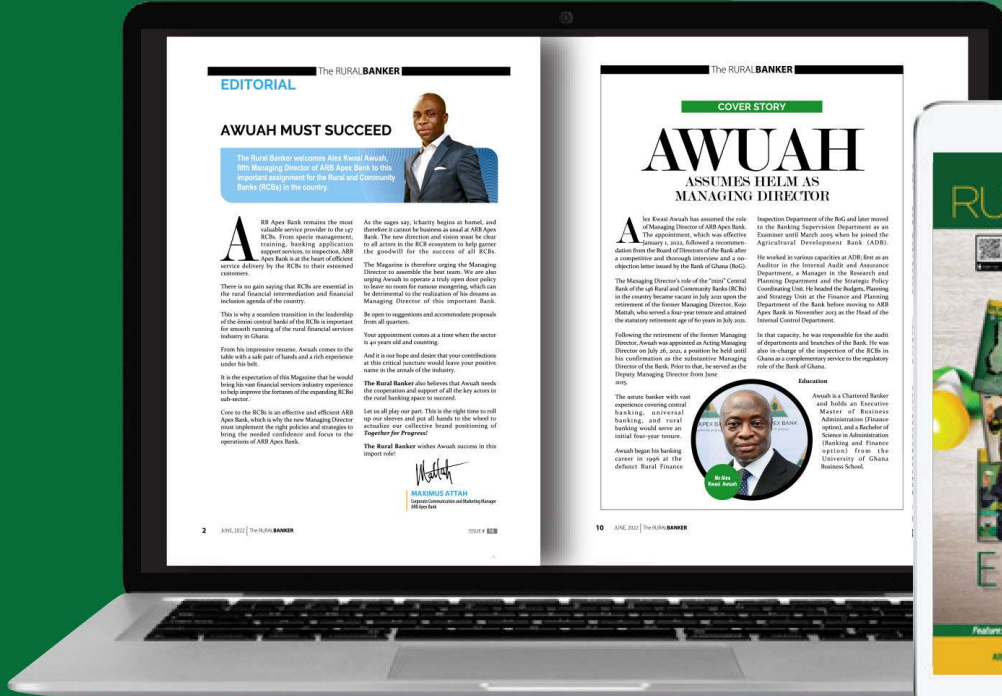 The RURALBANKER
EDITORIAL
AWUAH MUST SUCCEED
The Rural Banker welcomes Alex Kwasi Awuah,
fifth Managing Director of ARB Apex Bank to this
important assignment for the Rural and Community
Banks (RCBs) in the country.
ARB Apex Bank remains the most
valuable service provider to the 147
RCBs. From specie management,
training, banking application
support services, to inspection, ARB
Apex Bank is at the heart of efficient
service delivery by the RCBs to their esteemed
customers.
There is no gain saying that RCBs are essential in
the rural financial intermediation and financial
inclusion agenda of the country.
This is why a seamless transition in the leadership
of the ëmini central bankí of the RCBs is important
for smooth running of the rural financial services
industry in Ghana.
From his impressive resume, Awuah comes to the
table with a safe pair of hands and a rich experience
under his belt.
It is the expectation of this Magazine that he would
bring his vast financial services industry experience
to help improve the fortunes of the expanding RCBsí
sub-sector.
Core to the RCBs is an effective and efficient ARB
Apex Bank, which is why the new Managing Director
must implement the right policies and strategies to
bring the needed confidence and focus to the
operations of ARB Apex Bank.
As the sages say, ìcharity begins at homeî, and
therefore it cannot be business as usual at ARB Apex
Bank. The new direction and vision must be clear
to all actors in the RCB ecosystem to help garner
the goodwill for the success of all RCBs.
The Magazine is therefore urging the Managing
Director to assemble the best team. We are also
urging Awuah to operate a truly open door policy
to leave no room for rumour mongering, which can
be detrimental to the realization of his dreams as
Managing Director of this important Bank.
Be open to suggestions and accommodate proposals
from all quarters.
Your appointment comes at a time when the sector
is 40 years old and counting.
And it is our hope and desire that your contributions
at this critical juncture would leave your positive
name in the annals of the industry.
The Rural Banker also believes that Awuah needs
the cooperation and support of all the key actors in
the rural banking space to succeed.
Let us all play our part. This is the right time to roll
up our sleeves and put all hands to the wheel to
actualize our collective brand positioning of
Together for Progress!
The Rural Banker wishes Awuah success in this
import role!
MAXIMUS ATTAH
Corporate Communication and Marketing Manager
ARB Apex Bank
2 JUNE, 2022 | The RURALBANKER
ISSUE #
The RURALBANKER
COVER STORY
AWUAH
ASSUMES HELM AS
MANAGING DIRECTOR
Alex Kwasi Awuah has assumed the role
of Managing Director of ARB Apex Bank.
The appointment, which was effective
January 1, 2022, followed a recommen-
dation from the Board of Directors of the Bank after
a competitive and thorough interview and a no-
objection letter issued by the Bank of Ghana (BoG).
The Managing Director's role of the "mini" Central
Bank of the 146 Rural and Community Banks (RCBs)
in the country became vacant in July 2021 upon the
retirement of the former Managing Director, Kojo
Mattah, who served a four-year tenure and attained
the statutory retirement age of 60 years in July 2021.
Following the retirement of the former Managing
Director, Awuah was appointed as Acting Managing
Director on July 26, 2021, a position he held until
his confirmation as the substantive Managing
Director of the Bank. Prior to that, he served as the
Deputy Managing Director from June
2015.
The astute banker with vast
experience covering central
banking, universal
banking, and rural
banking would serve an
initial four-year tenure.
Awuah began his banking
career in 1996 at the
defunct Rural Finance
Inspection Department of the BoG and later moved
to the Banking Supervision Department as an
Examiner until March 2005 when he joined the
Agricultural Development Bank (ADB).
He worked in various capacities at ADB; first as an
Auditor in the Internal Audit and Assurance
Department, a Manager in the Research and
Planning Department and the Strategic Policy
Coordinating Unit. He headed the Budgets, Planning
and Strategy Unit at the Finance and Planning
Department of the Bank before moving to ARB
Apex Bank in November 2013 as the Head of the
Internal Control Department.
In that capacity, he was responsible for the audit
of departments and branches of the Bank. He was
also in-charge of the inspection of the RCBs in
Ghana as a complementary service to the regulatory
role of the Bank of Ghana.
Education
Awuah is a Chartered Banker
and holds an Executive
Master of Business
Administration (Finance
option), and a Bachelor of
Science in Administration
(Banking and Finance
option) from the
University of Ghana
Business School.
APEX B
EX BANK
Mr Alex
Kwasi Awuah
10 JUNE, 2022 | The RURALBANKER
RU
E
Feature